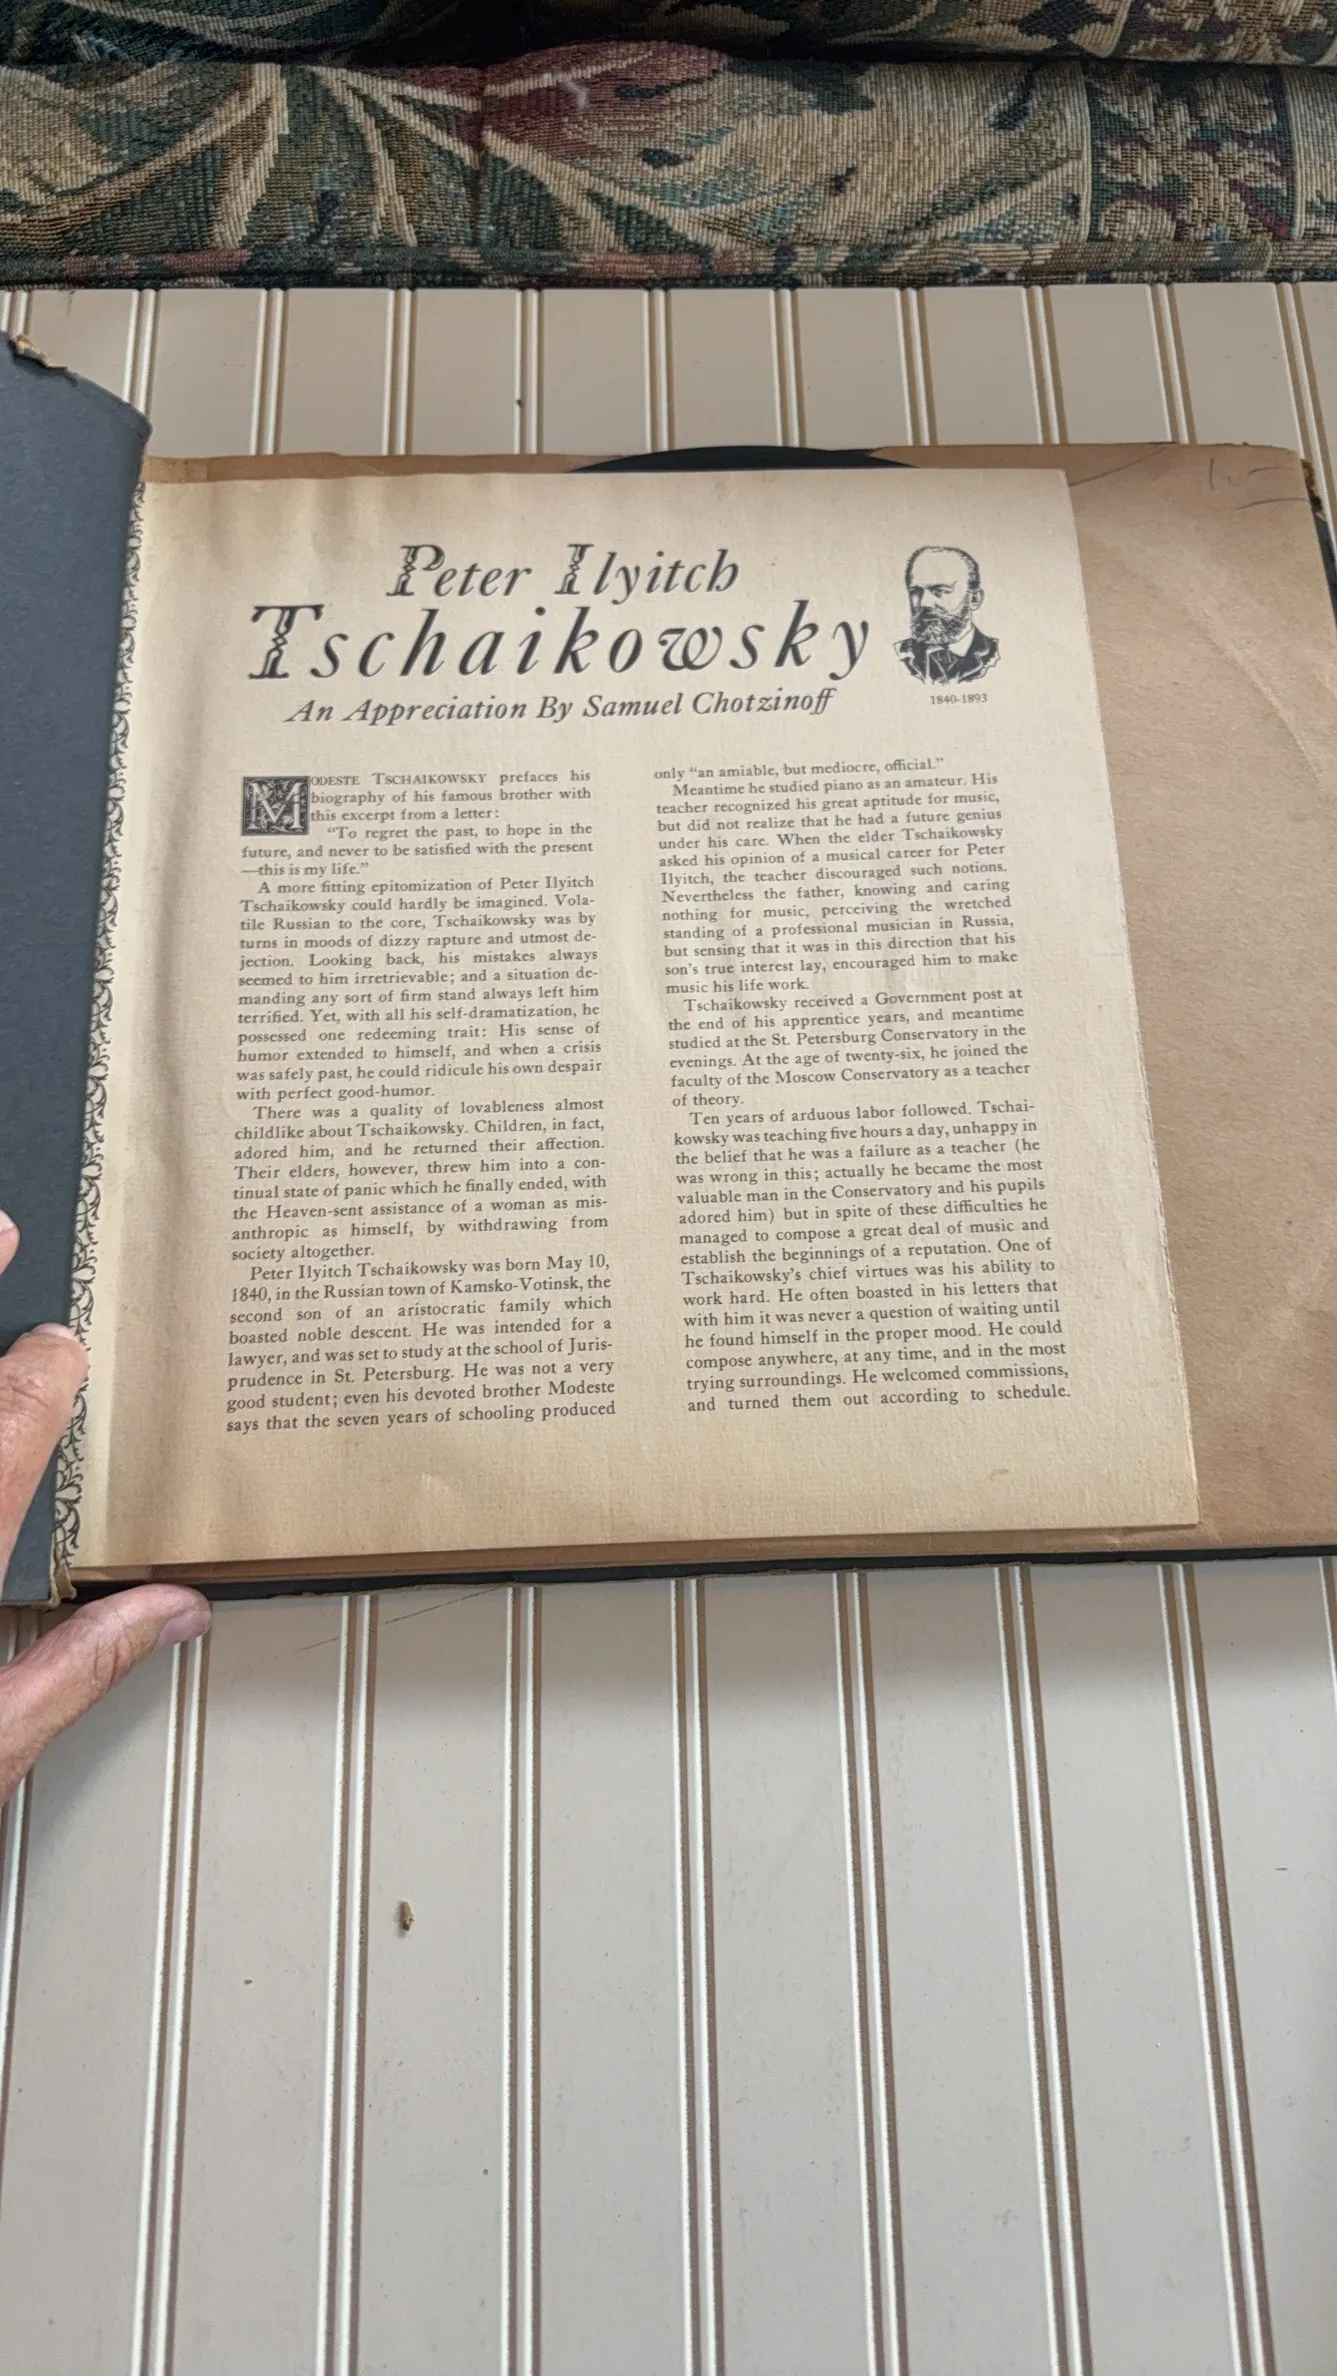 Peter Ilyitch
Tschaikowsky
An Appreciation By Samuel Chotzinoff
1840-1893
MODESTE TSCHAIKOWSKY prefaces his
biography of his famous brother with
this excerpt from a letter:
"To regret the past, to hope in the
future, and never to be satisfied with the present
—this is my life."
A more fitting epitomization of Peter Ilyitch
Tschaikowsky could hardly be imagined. Vola-
tile Russian to the core, Tschaikowsky was by
turns in moods of dizzy rapture and utmost de-
jection. Looking back, his mistakes always
seemed to him irretrievable; and a situation de-
manding any sort of firm stand always left him
terrified. Yet, with all his self-dramatization, he
possessed one redeeming trait: His sense of
humor extended to himself, and when a crisis
was safely past, he could ridicule his own despair
with perfect good-humor.
There was a quality of lovableness almost
childlike about Tschaikowsky. Children, in fact,
adored him, and he returned their affection.
Their elders, however, threw him into a con-
tinual state of panic which he finally ended, with
the Heaven-sent assistance of a woman as mis-
anthropic as himself, by withdrawing from
society altogether.
Peter Ilyitch Tschaikowsky was born May 10,
1840, in the Russian town of Kamsko-Votinsk, the
second son of an aristocratic family which
boasted noble descent. He was intended for a
lawyer, and was set to study at the school of Juris-
prudence in St. Petersburg. He was not a very
good student; even his devoted brother Modeste
says that the seven years of schooling produced
only "an amiable, but mediocre, official."
Meantime he studied piano as an amateur. His
teacher recognized his great aptitude for music,
but did not realize that he had a future genius
under his care. When the elder Tschaikowsky
asked his opinion of a musical career for Peter
Ilyitch, the teacher discouraged such notions.
Nevertheless the father, knowing and caring
nothing for music, perceiving the wretched
standing of a professional musician in Russia,
but sensing that it was in this direction that his
son's true interest lay, encouraged him to make
music his life work.
Tschaikowsky received a Government post at
the end of his apprentice years, and meantime
studied at the St. Petersburg Conservatory in the
evenings. At the age of twenty-six, he joined the
faculty of the Moscow Conservatory as a teacher
of theory.
Ten years of arduous labor followed. Tschai-
kowsky was teaching five hours a day, unhappy in
the belief that he was a failure as a teacher (he
was wrong in this; actually he became the most
valuable man in the Conservatory and his pupils
adored him) but in spite of these difficulties he
managed to compose a great deal of music and
establish the beginnings of a reputation. One of
Tschaikowsky's chief virtues was his ability to
work hard. He often boasted in his letters that
with him it was never a question of waiting until
he found himself in the proper mood. He could
compose anywhere, at any time, and in the most
trying surroundings. He welcomed commissions,
and turned them out according to schedule.